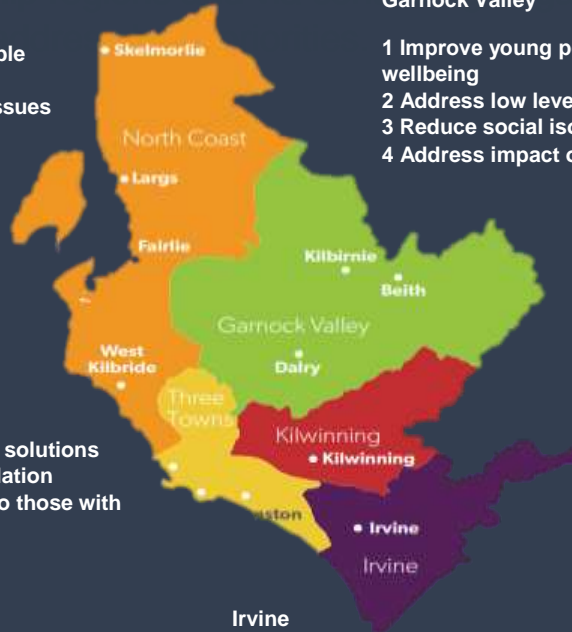 Garnock Valley
1 Improve young p
wellbeing
2 Address low leve
3 Reduce social iso
4 Address impact o
ple
ssues
Skelmorlie
North Coast
Largs
Fairlie
Kilbirnie
Beith
Garnock Valley
Dalry
West
Kilbride
Three
Towns
Kilwinning
Kilwinning
solutions
lation
o those with
ston
Irvine
Irvine
Irvine